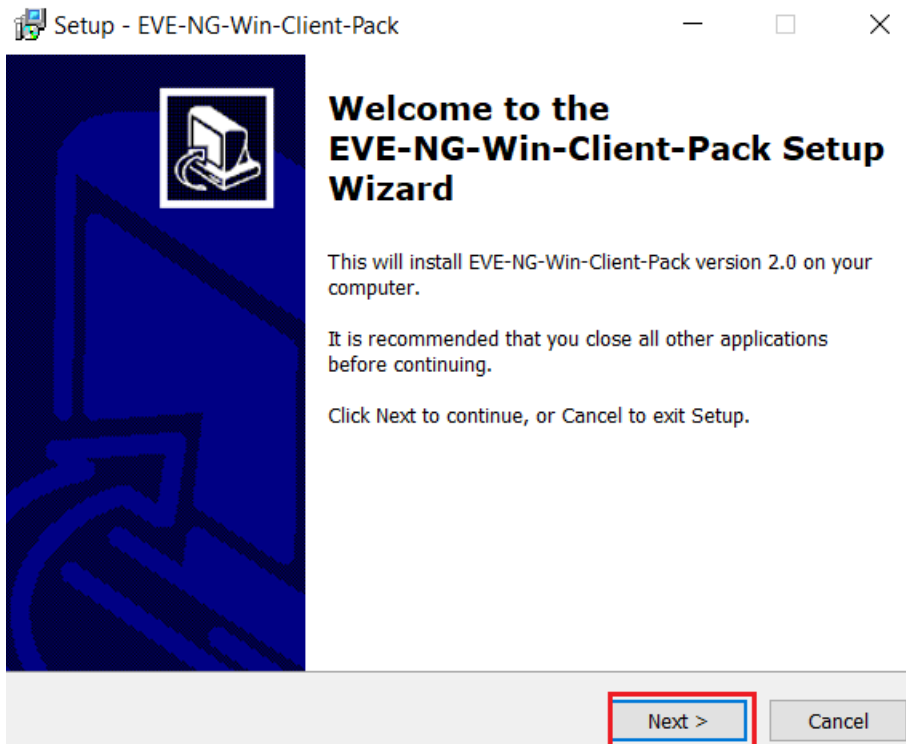 Setup - EVE-NG-Win-Client-Pack
Welcome to the
EVE-NG-Win-Client-Pack Setup
Wizard
This will install EVE-NG-Win-Client-Pack version 2.0 on your
computer.
It is recommended that you close all other applications
before continuing.
Click Next to continue, or Cancel to exit Setup.
Next >
Cancel